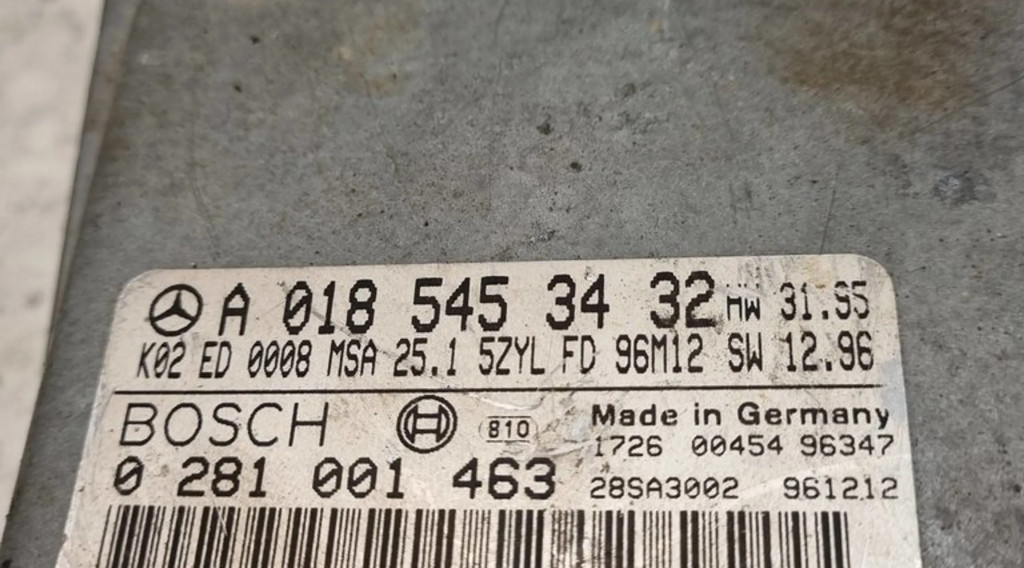 A 018 545 34 32 HW 31.95
K02 ED 0008 MSA 25.1 5ZYL FD 96M12 SW 12.96
BOSCH 810 Made in Germany
1726 00454 96347
0 281 001 463 28SA3002 961212